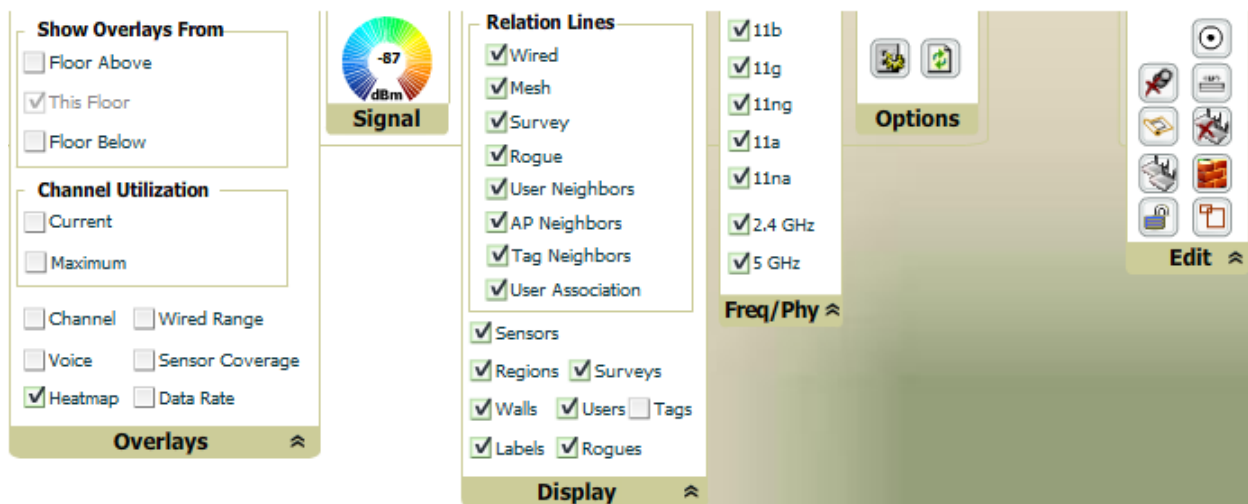 Show Overlays From
Floor Above
This Floor
Floor Below
Channel Utilization
Current
Maximum
Channel Wired Range
Voice Sensor Coverage
Heatmap Data Rate
Overlays
-87
dBm
Signal
Relation Lines
Wired
Mesh
Survey
Rogue
User Neighbors
AP Neighbors
Tag Neighbors
User Association
Sensors
Regions Surveys
Walls Users Tags
Labels Rogues
Display
11b
11g
11ng
11a
11na
2.4 GHz
5 GHz
Freq/Phy
Options
Edit